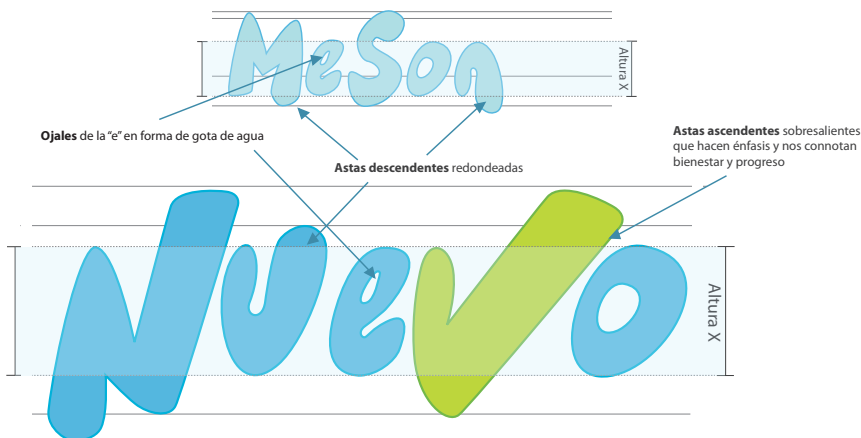 MeSon
Altura X
Ojales de la "e" en forma de gota de agua
Astas descendentes redondeadas
Astas ascendentes sobresalientes
que hacen énfasis y nos connotan
bienestar y progreso
NueVo
Altura X